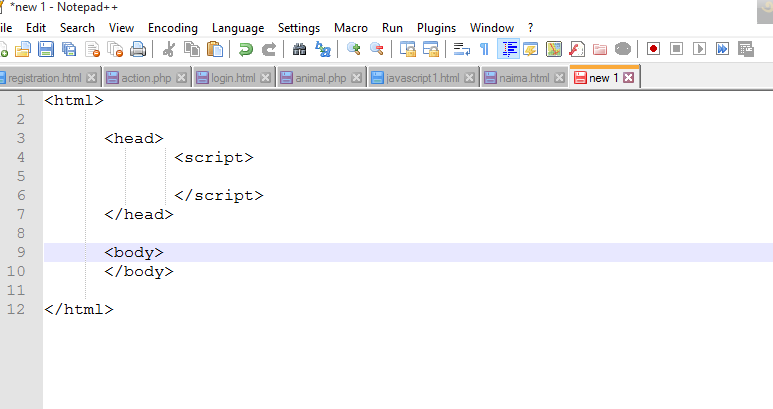 *new 1 - Notepad++
ile Edit Search View Encoding Language Settings Macro Run Plugins Window ?
registration.html action.php login.html animal.php javascript1.html naima.html new 1
1 <html>
2
3 <head>
4 <script>
5
6 </script>
7 </head>
8
9 <body>
10 </body>
11
12 </html>